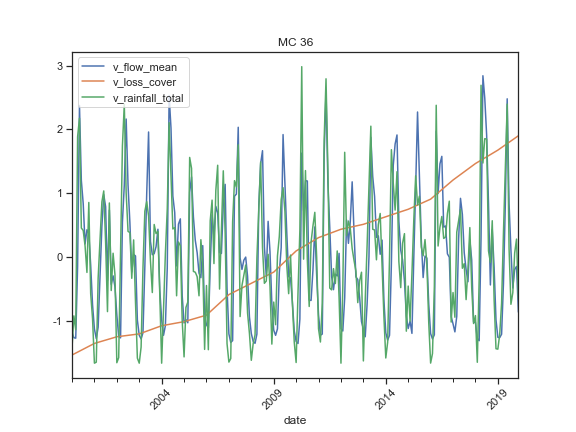 MC 36
v_flow_mean
v_loss_cover
v_rainfall_total
3
2
1
0
-1
2004
2009
2014
2019
date